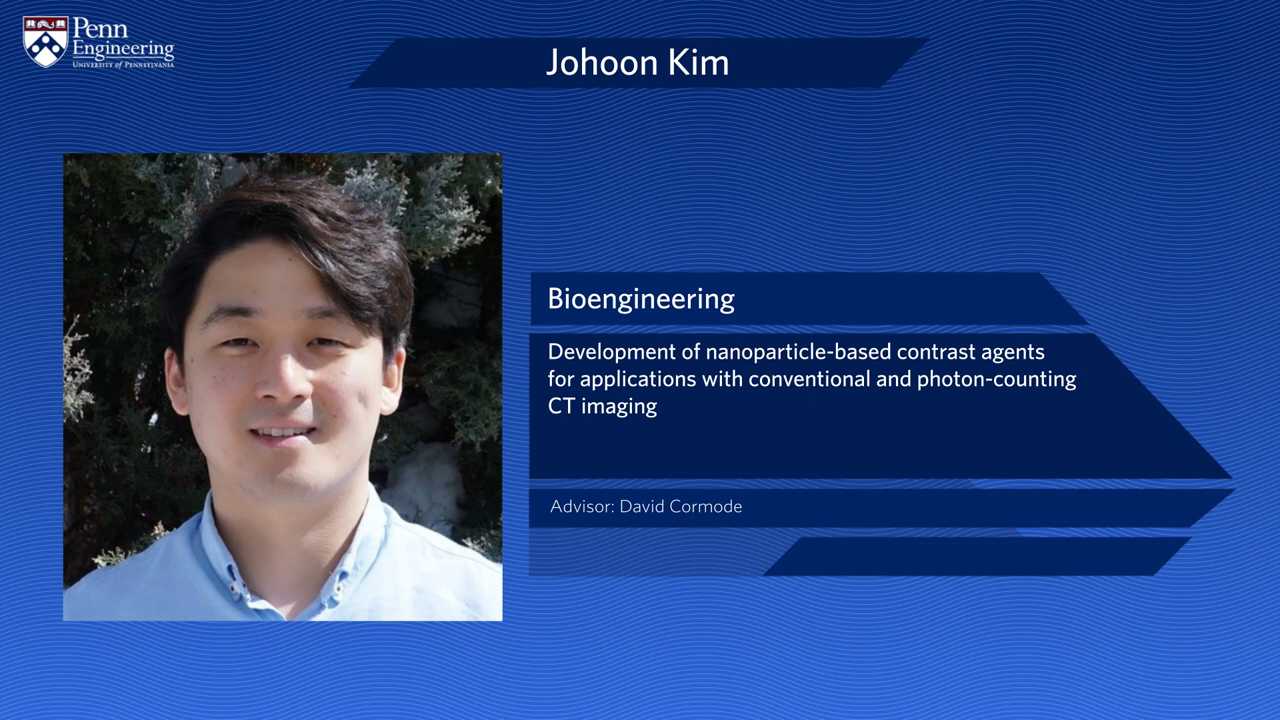 Penn
Engineering
UNIVERSITY of PENNSYLVANIA
Johoon Kim
Bioengineering
Development of nanoparticle-based contrast agents
for applications with conventional and photon-counting
CT imaging
Advisor: David Cormode